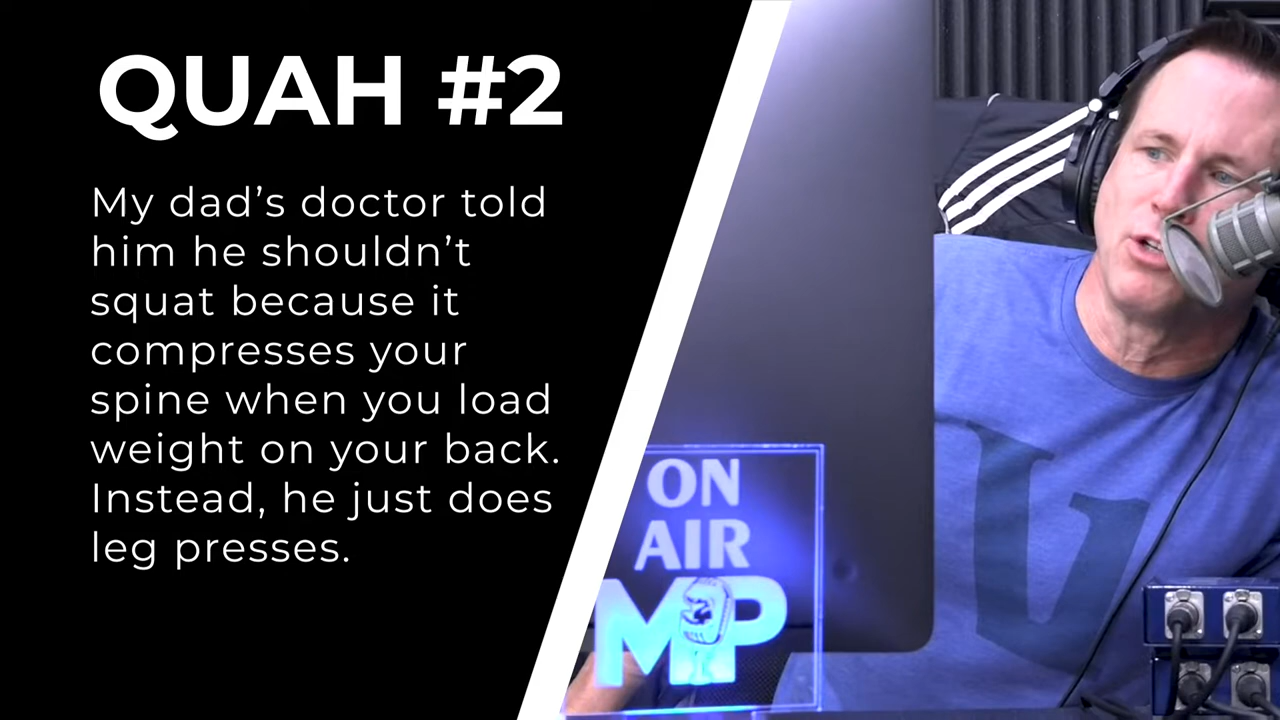 QUAH #2
My dad’s doctor told
him he shouldn’t
squat because it
compresses your
spine when you load
weight on your back.
Instead, he just does
leg presses.
ON
AIR
MP